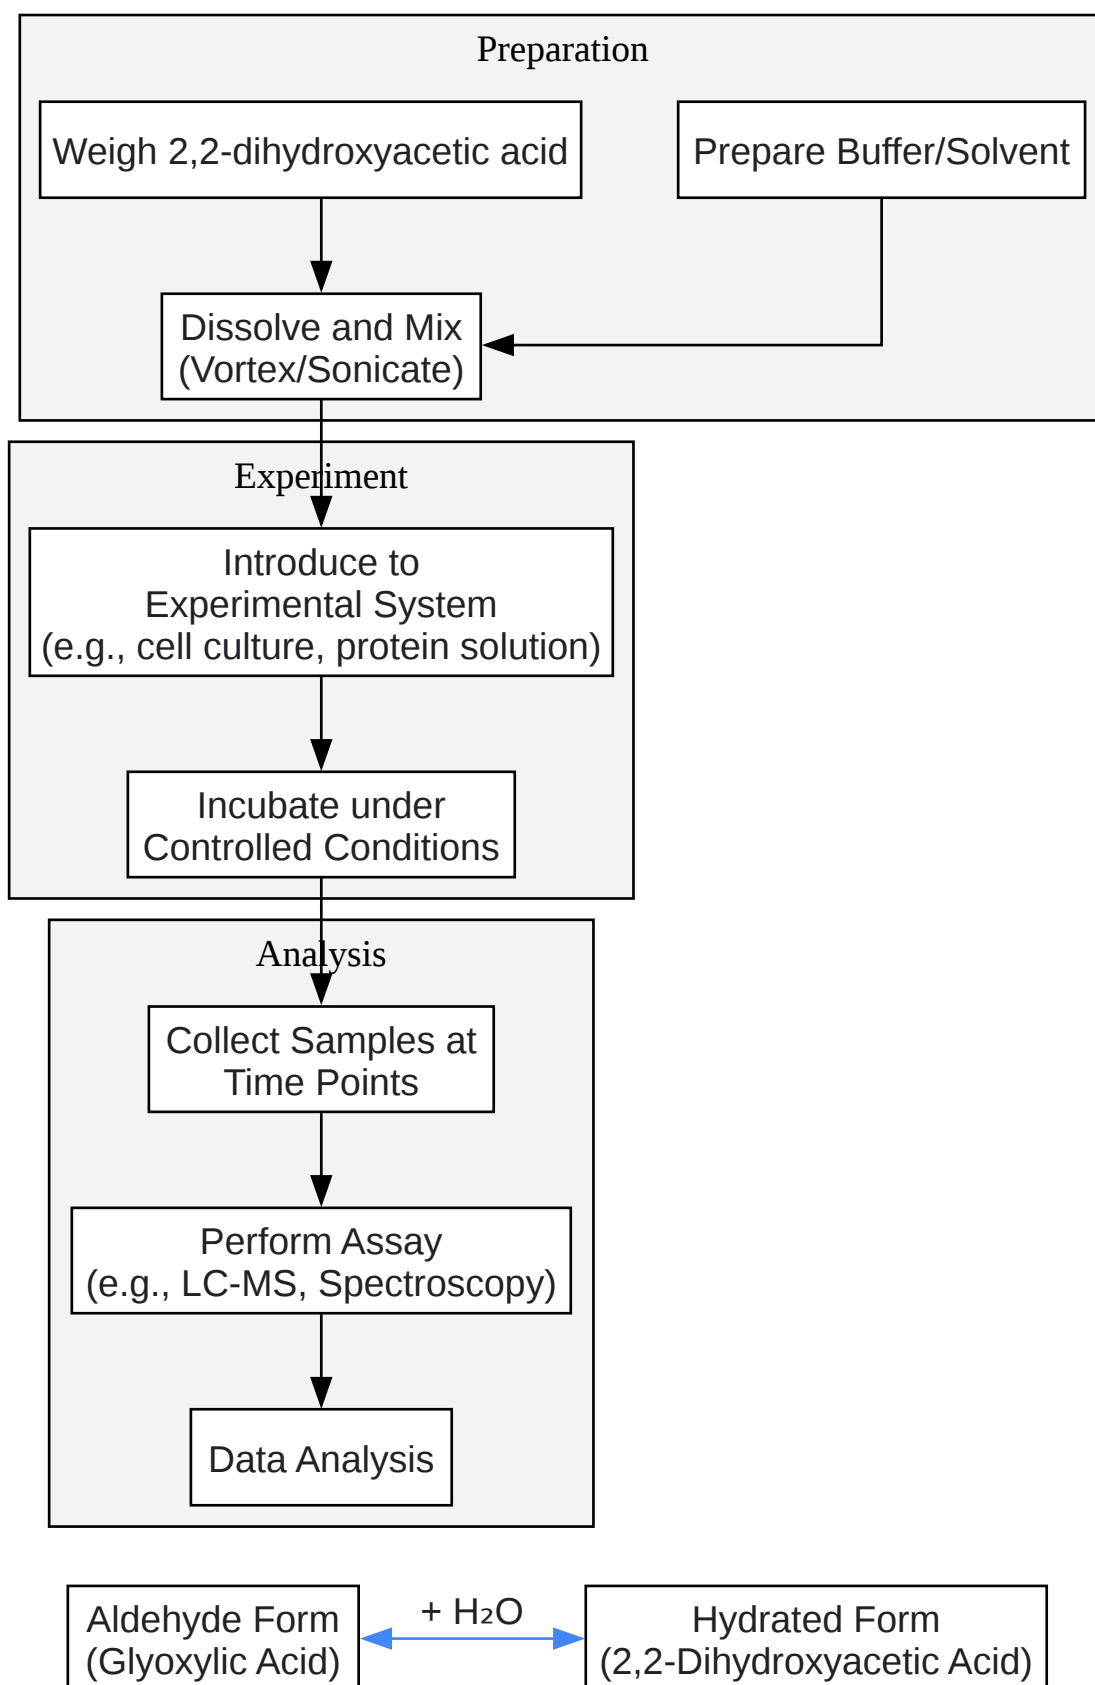 Preparation
Weigh 2,2-dihydroxyacetic acid
Prepare Buffer/Solvent
Dissolve and Mix
(Vortex/Sonicate)
Experiment
Introduce to
Experimental System
(e.g., cell culture, protein solution)
Incubate under
Controlled Conditions
Analysis
Collect Samples at
Time Points
Perform Assay
(e.g., LC-MS, Spectroscopy)
Data Analysis
Aldehyde Form
(Glyoxylic Acid)
+ H₂O
Hydrated Form
(2,2-Dihydroxyacetic Acid)